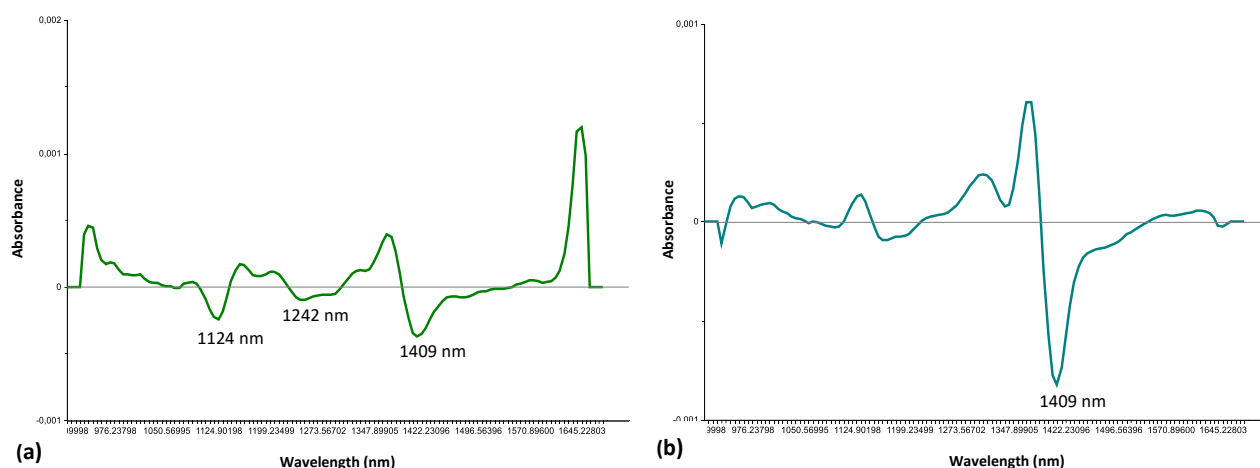 0,002
0,001
0
-0,001
Absorbance
1124 nm
1242 nm
1409 nm
976.23798 1050.56995 1124.90198 1199.23499 1273.56702 1347.89905 1422.23096 1496.56396 1570.89600 1645.22803
Wavelength (nm)
(a)
0,001
0
-0,001
Absorbance
1409 nm
3998 976.23798 1050.56995 1124.90198 1199.23499 1273.56702 1347.89905 1422.23096 1496.56396 1570.89600 1645.22803
Wavelength (nm)
(b)